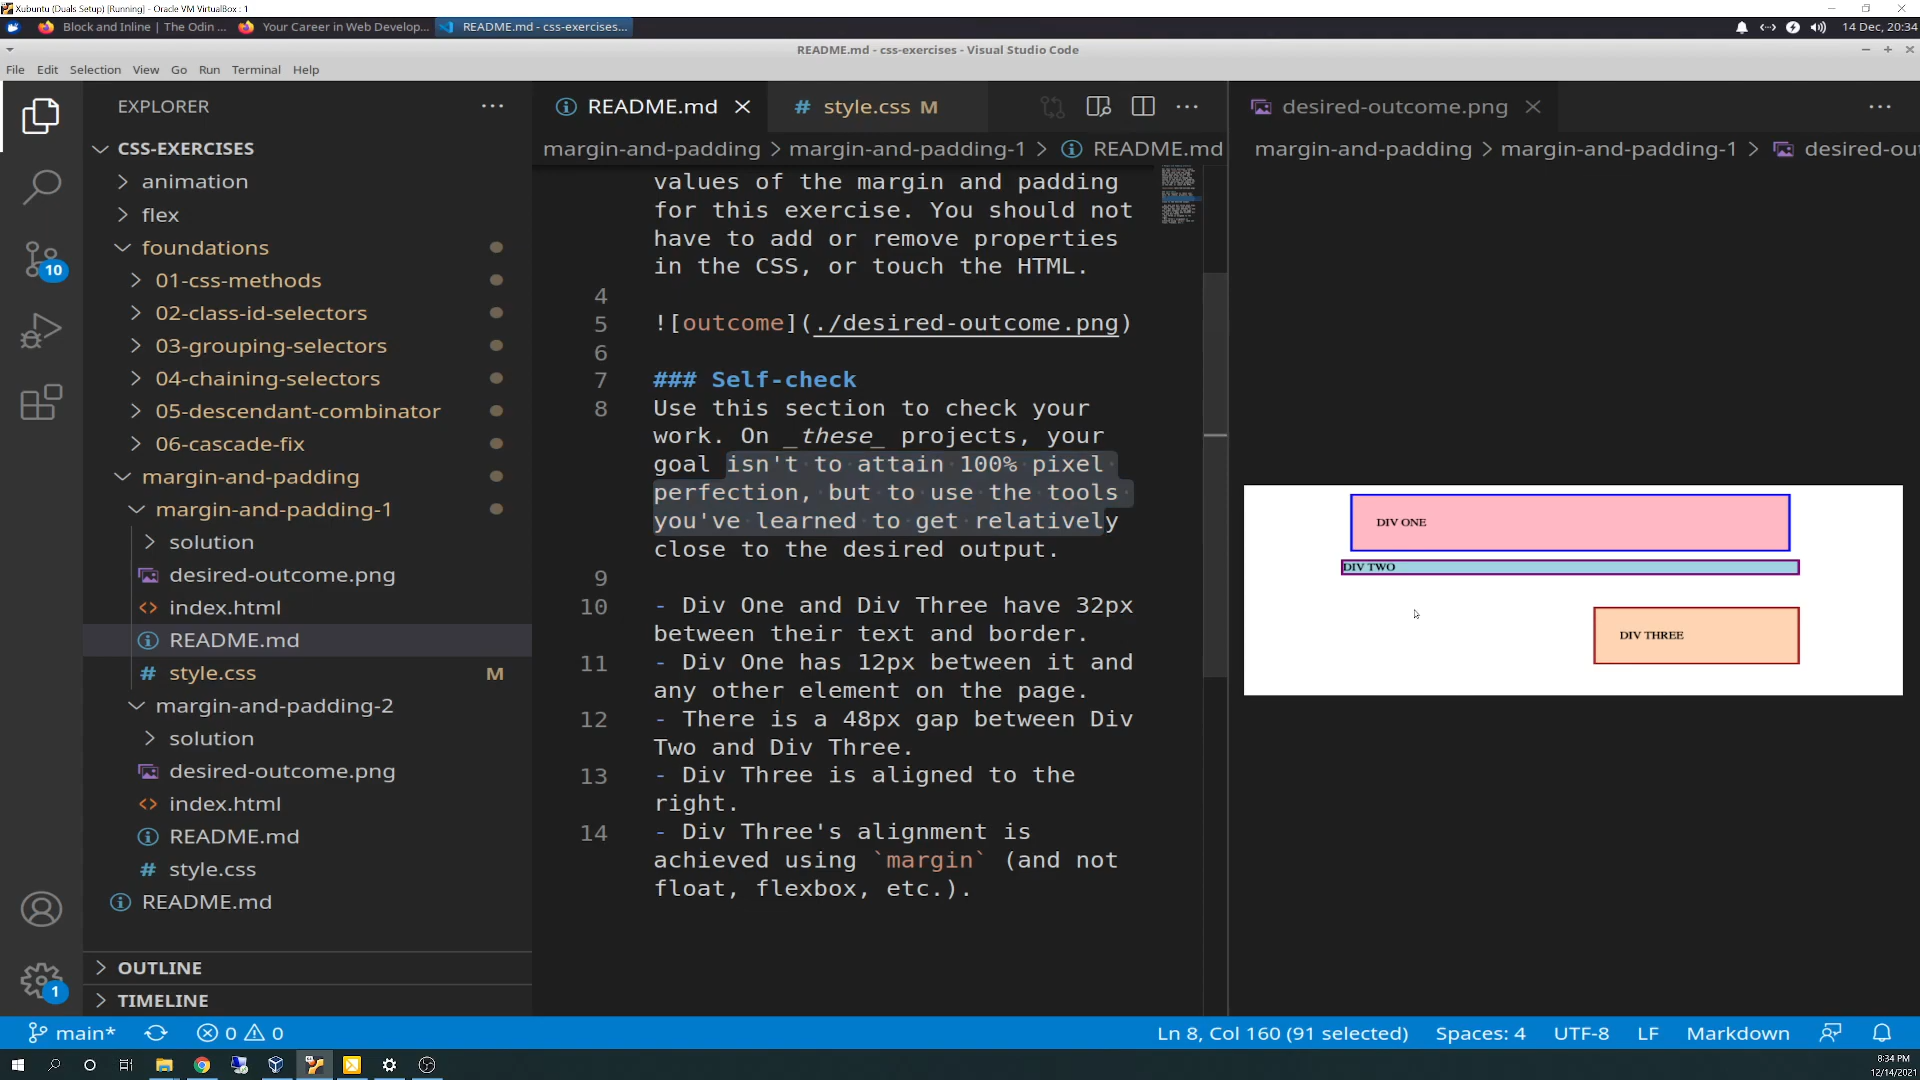 Xubuntu (Duals Setup) [Running] - Oracle VM VirtualBox : 1
Block and Inline | The Odin ...
Your Career in Web Develop...
README.md - css-exercises...
14 Dec, 20:34
README.md - css-exercises - Visual Studio Code
File Edit Selection View Go Run Terminal Help
EXPLORER
CSS-EXERCISES
animation
flex
foundations
01-css-methods
02-class-id-selectors
03-grouping-selectors
04-chaining-selectors
05-descendant-combinator
06-cascade-fix
margin-and-padding
margin-and-padding-1
solution
desired-outcome.png
index.html
README.md
style.css M
margin-and-padding-2
solution
desired-outcome.png
index.html
README.md
style.css
README.md
OUTLINE
TIMELINE
10
1
README.md
style.css M
margin-and-padding > margin-and-padding-1 > README.md
values of the margin and padding
for this exercise. You should not
have to add or remove properties
in the CSS, or touch the HTML.
4
5 ![outcome](./desired-outcome.png)
6
7 ### Self-check
8 Use this section to check your
work. On _these_ projects, your
goal isn't to attain 100% pixel
perfection, but to use the tools
you've learned to get relatively
close to the desired output.
9
10 - Div One and Div Three have 32px
between their text and border.
11 - Div One has 12px between it and
any other element on the page.
12 - There is a 48px gap between Div
Two and Div Three.
13 - Div Three is aligned to the
right.
14 - Div Three's alignment is
achieved using `margin` (and not
float, flexbox, etc.).
desired-outcome.png
margin-and-padding > margin-and-padding-1 > desired-ou
DIV ONE
DIV TWO
DIV THREE
main* 0 0
Ln 8, Col 160 (91 selected) Spaces: 4 UTF-8 LF Markdown
8:34 PM
12/14/2021